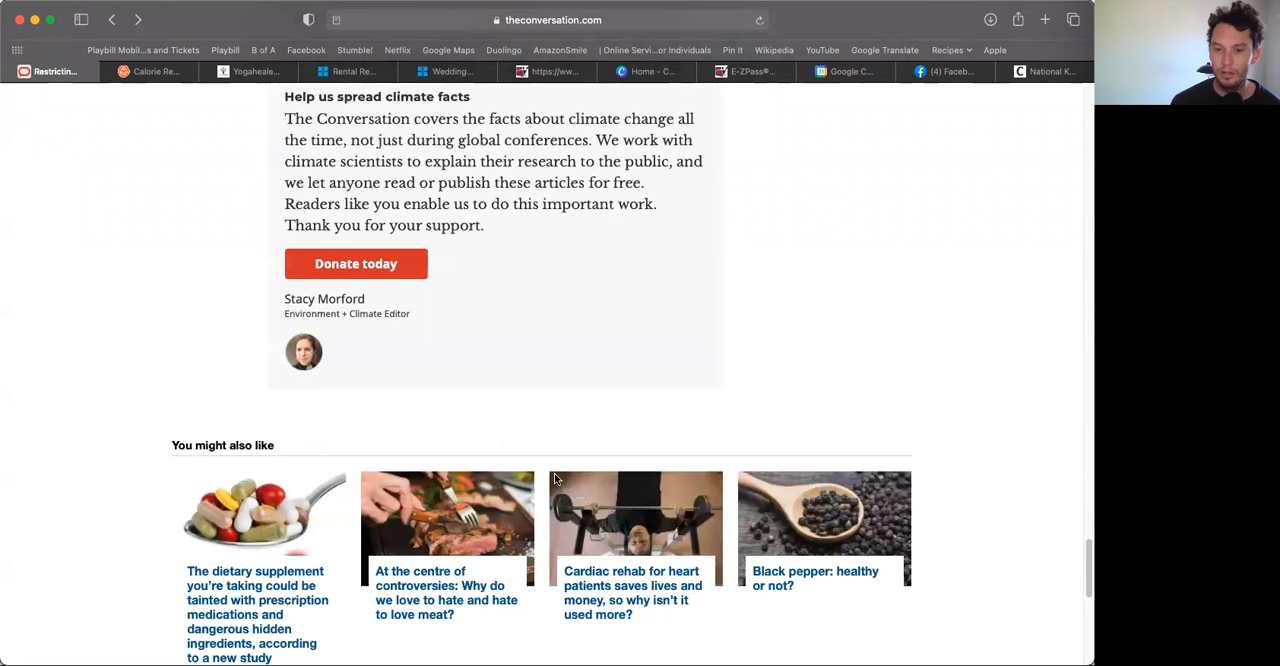 theconversation.com
Playbill Mobil...s and Tickets
Playbill
B of A
Facebook
Stumble!
Netflix
Google Maps
Duolingo
AmazonSmile
| Online Servi...or Individuals
Pin It
Wikipedia
YouTube
Google Translate
Recipes
Apple
Restrictin...
Calorie Re...
Yogaheale...
Rental Re...
Wedding...
https://ww...
Home - C...
E-ZPass®...
Google C...
(4) Faceb...
National K...
Help us spread climate facts
The Conversation covers the facts about climate change all
the time, not just during global conferences. We work with
climate scientists to explain their research to the public, and
we let anyone read or publish these articles for free.
Readers like you enable us to do this important work.
Thank you for your support.
Donate today
Stacy Morford
Environment + Climate Editor
You might also like
The dietary supplement
you're taking could be
tainted with prescription
medications and
dangerous hidden
ingredients, according
to a new study
At the centre of
controversies: Why do
we love to hate and hate
to love meat?
Cardiac rehab for heart
patients saves lives and
money, so why isn't it
used more?
Black pepper: healthy
or not?